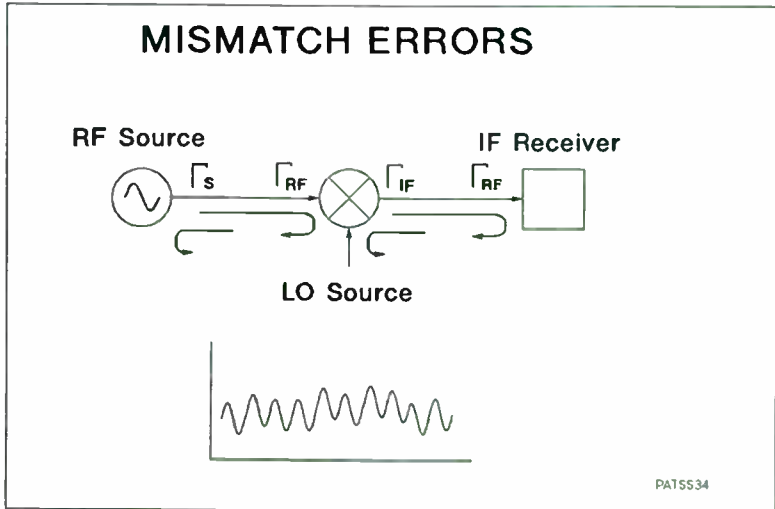 MISMATCH ERRORS
RF Source
IF Receiver
Γs
ΓRF
ΓIF
ΓRF
LO Source
PATSS34